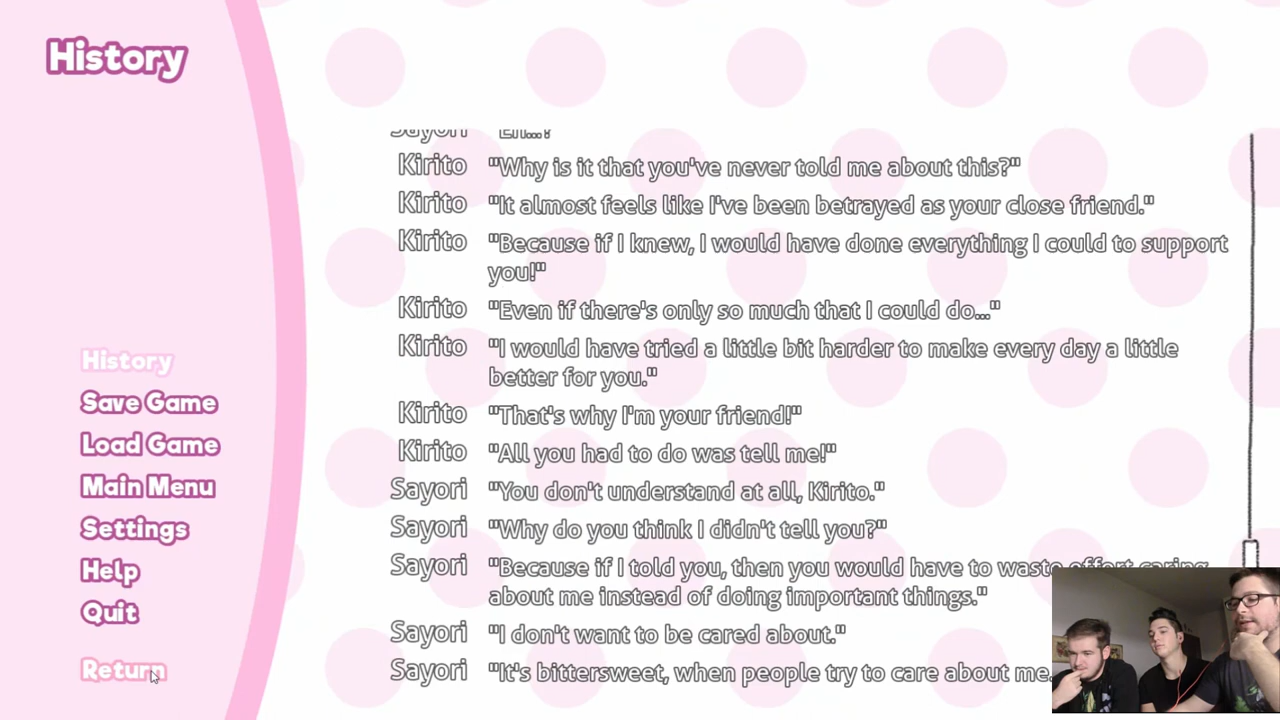 History
Sayori "Eh...?
Kirito "Why is it that you've never told me about this?"
Kirito "It almost feels like I've been betrayed as your close friend."
Kirito "Because if I knew, I would have done everything I could to support
you!"
Kirito "Even if there's only so much that I could do..."
Kirito "I would have tried a little bit harder to make every day a little
better for you."
Kirito "That's why I'm your friend!"
Kirito "All you had to do was tell me!"
Sayori "You don't understand at all, Kirito."
Sayori "Why do you think I didn't tell you?"
Sayori "Because if I told you, then you would have to waste effort caring
about me instead of doing important things."
Sayori "I don't want to be cared about."
Sayori "It's bittersweet, when people try to care about me.
History
Save Game
Load Game
Main Menu
Settings
Help
Quit
Return